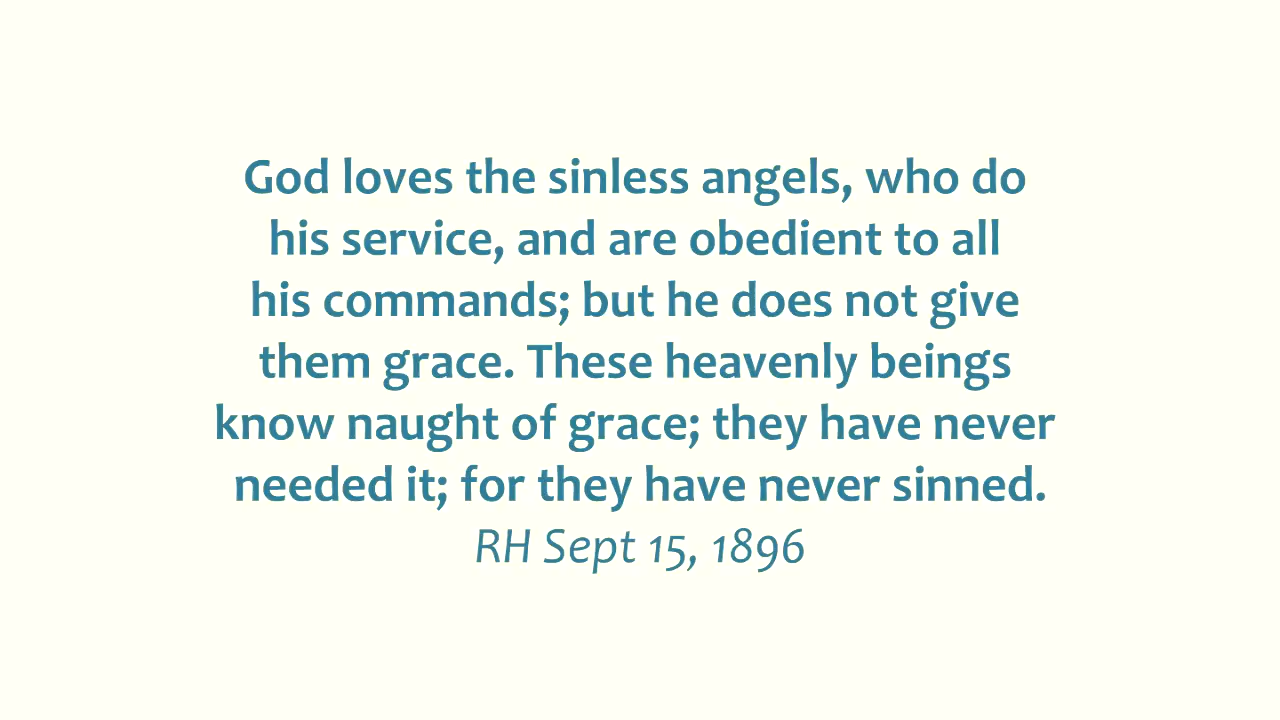 God loves the sinless angels, who do
his service, and are obedient to all
his commands; but he does not give
them grace. These heavenly beings
know naught of grace; they have never
needed it; for they have never sinned.
RH Sept 15, 1896